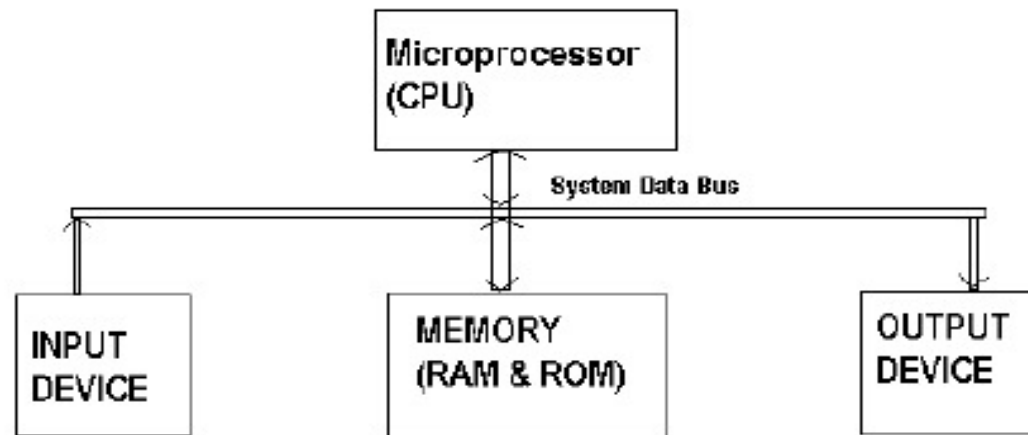 Microprocessor
(CPU)
System Data Bus
INPUT
DEVICE
MEMORY
(RAM & ROM)
OUTPUT
DEVICE